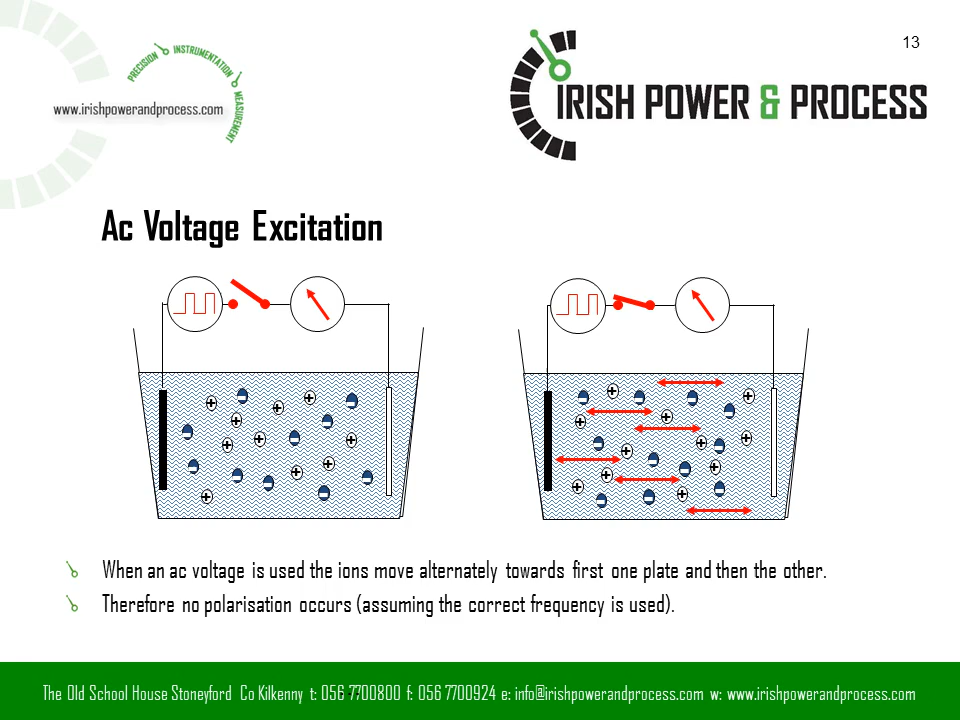 13
PRECISION INSTRUMENTATION MEASUREMENT
www.irishpowerandprocess.com
IRISH POWER & PROCESS
Ac Voltage Excitation
When an ac voltage is used the ions move alternately towards first one plate and then the other.
Therefore no polarisation occurs (assuming the correct frequency is used).
The Old School House Stoneyford Co Kilkenny t: 056 7700800 f: 056 7700924 e: info@irishpowerandprocess.com w: www.irishpowerandprocess.com